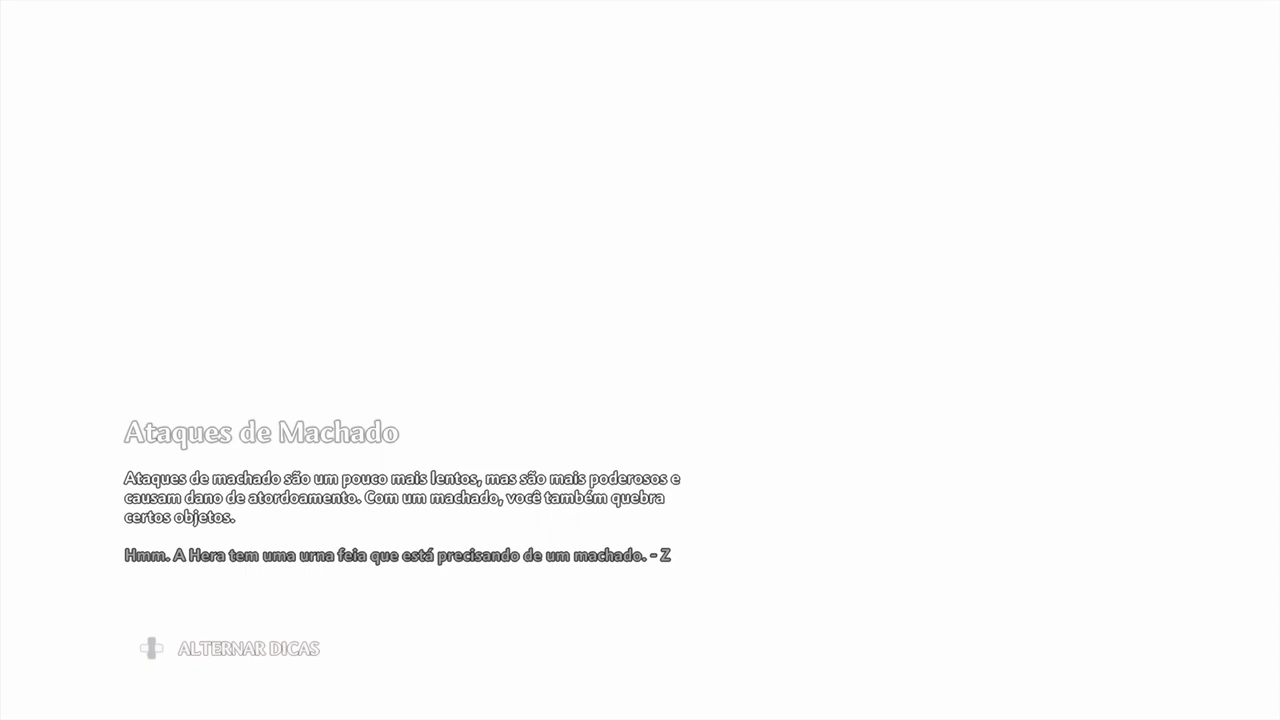 Ataques de Machado
Ataques de machado são um pouco mais lentos, mas são mais poderosos e
causam dano de atordoamento. Com um machado, você também quebra
certos objetos.
Hmm. A Hera tem uma urna feia que está precisando de um machado. - Z
ALTERNAR DICAS